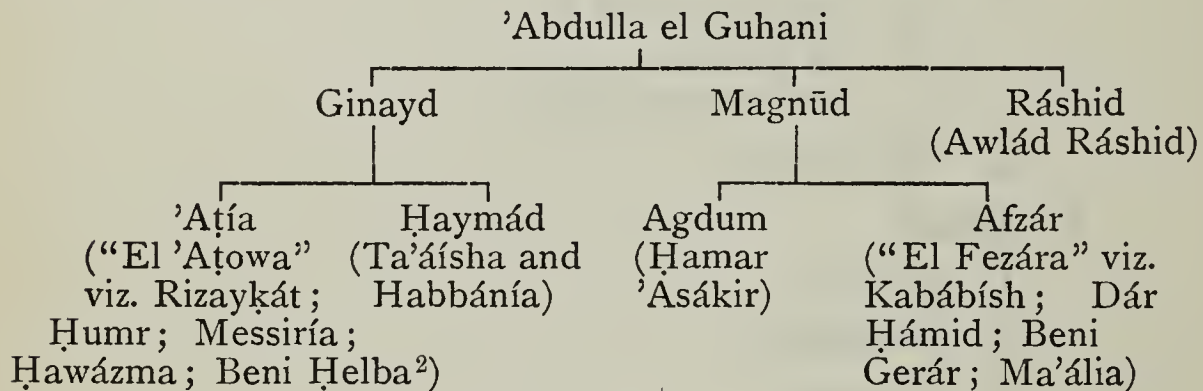 ’Abdulla el Guhani
Ginayd Magnūd Ráshid
(Awlád Ráshid)
’Aṭía Ḥaymád Agdum Afzár
(“El ’Aṭowa” (Ta’áísha and (Ḥamar (“El Fezára” viz.
viz. Rizayḳát; Habbánía) ’Asákir) Kabábísh; Dár
Ḥumr; Messiría; Ḥámid; Beni
Ḥawázma; Beni Ḥelba²) Gerár; Ma’ália)